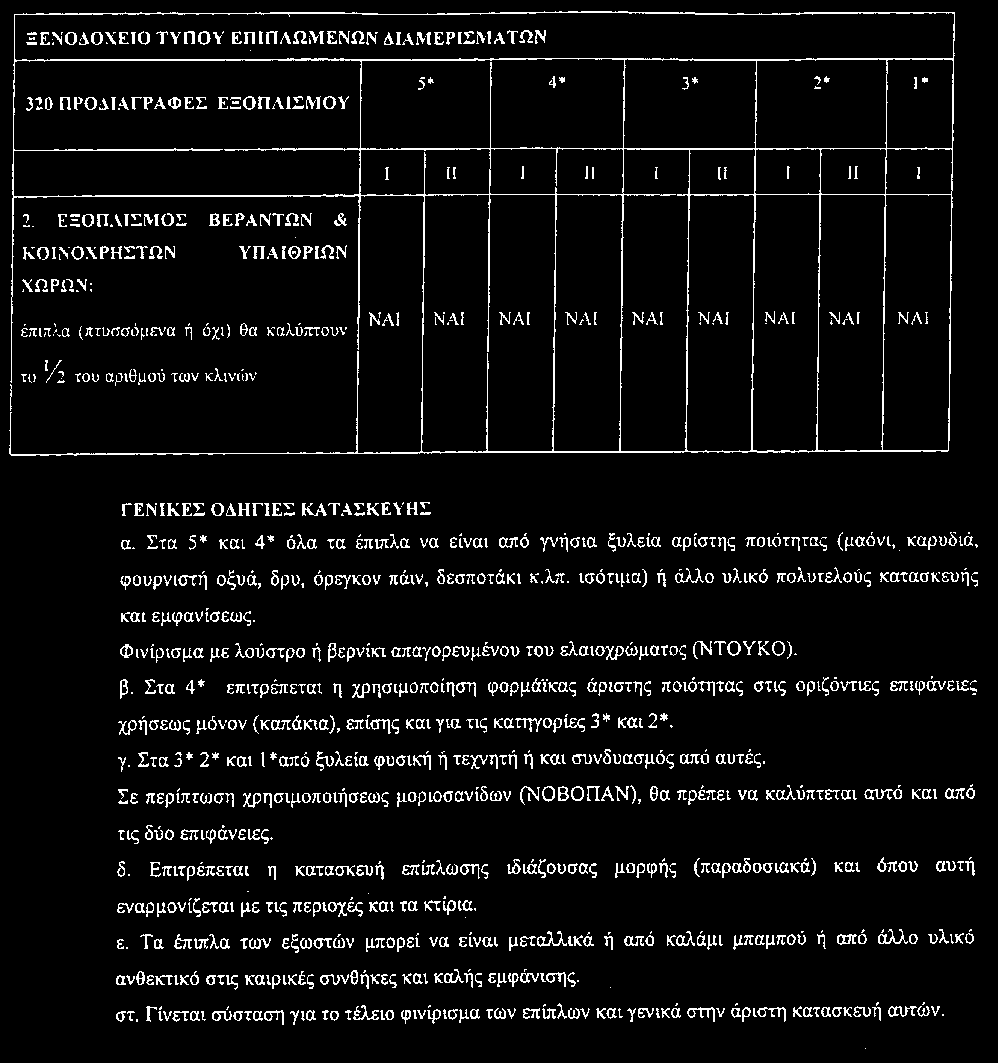 ΞΕΝΟΔΟΧΕΙΟ ΤΥΠΟΥ ΕΠΙΠΛΩΜΕΝΩΝ ΔΙΑΜΕΡΙΣΜΑΤΩΝ
320 ΠΡΟΔΙΑΓΡΑΦΕΣ ΕΞΟΠΛΙΣΜΟΥ 5* 4* 3* 2* 1*
I II I II I II I II I
2. ΕΞΟΠΛΙΣΜΟΣ ΒΕΡΑΝΤΩΝ &
ΚΟΙΝΟΧΡΗΣΤΩΝ ΥΠΑΙΘΡΙΩΝ
ΧΩΡΩΝ:
έπιπλα (πτυσσόμενα ή όχι) θα καλύπτουν
το 1/2 του αριθμού των κλινών
ΝΑΙ ΝΑΙ ΝΑΙ ΝΑΙ ΝΑΙ ΝΑΙ ΝΑΙ ΝΑΙ ΝΑΙ
ΓΕΝΙΚΕΣ ΟΔΗΓΙΕΣ ΚΑΤΑΣΚΕΥΗΣ
α. Στα 5* και 4* όλα τα έπιπλα να είναι από γνήσια ξυλεία αρίστης ποιότητας (μαόνι, καρυδιά,
φουρνιστή οξυά, δρυ, όρεγκον πάιν, δεσποτάκι κ.λπ. ισότιμα) ή άλλο υλικό πολυτελούς κατασκευής
και εμφανίσεως.
Φινίρισμα με λούστρο ή βερνίκι απαγορευμένου του ελαιοχρώματος (ΝΤΟΥΚΟ).
β. Στα 4* επιτρέπεται η χρησιμοποίηση φορμάϊκας άριστης ποιότητας στις οριζόντιες επιφάνειες
χρήσεως μόνον (καπάκια), επίσης και για τις κατηγορίες 3* και 2*.
γ. Στα 3* 2* και 1*από ξυλεία φυσική ή τεχνητή ή και συνδυασμός από αυτές.
Σε περίπτωση χρησιμοποιήσεως μοριοσανίδων (ΝΟΒΟΠΑΝ), θα πρέπει να καλύπτεται αυτό και από
τις δύο επιφάνειες.
δ. Επιτρέπεται η κατασκευή επίπλωσης ιδιάζουσας μορφής (παραδοσιακά) και όπου αυτή
εναρμονίζεται με τις περιοχές και τα κτίρια.
ε. Τα έπιπλα των εξωστών μπορεί να είναι μεταλλικά ή από καλάμι μπαμπού ή από άλλο υλικό
ανθεκτικό στις καιρικές συνθήκες και καλής εμφάνισης.
στ. Γίνεται σύσταση για το τέλειο φινίρισμα των επίπλων και γενικά στην άριστη κατασκευή αυτών.